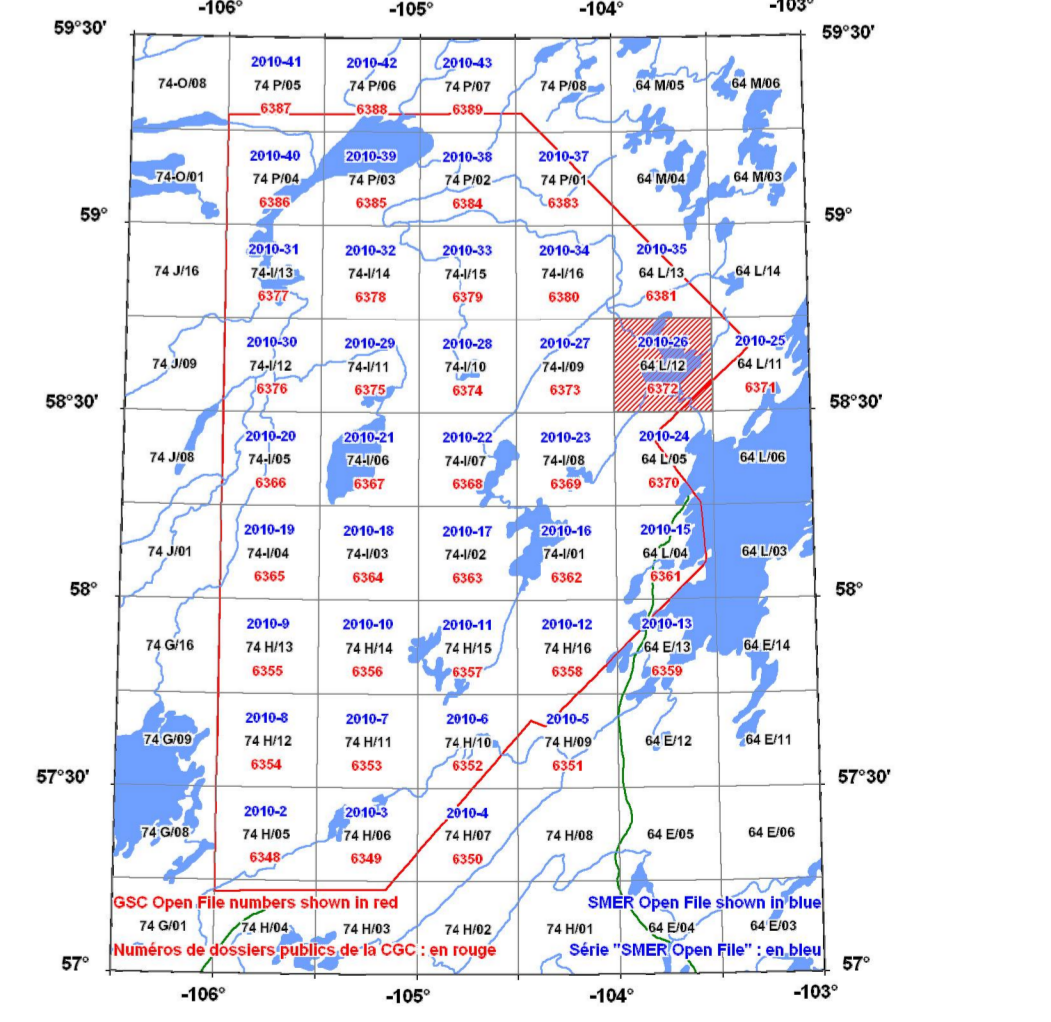 -106° -105° -104° -103°
59°30' 59°30'
2010-41 2010-42 2010-43
74-O/08 74 P/05 74 P/06 74 P/07 74 P/08 64 M/05 64 M/06
6387 6388 6389
2010-40 2010-39 2010-38 2010-37
74-O/01 74 P/04 74 P/03 74 P/02 74 P/01 64 M/04 64 M/03
6386 6385 6384 6383
59° 59°
2010-31 2010-32 2010-33 2010-34 2010-35
74 J/16 74-I/13 74-I/14 74-I/15 74-I/16 64 L/13 64 L/14
6377 6378 6379 6380 6381
2010-30 2010-29 2010-28 2010-27 2010-26 2010-25
74 J/09 74-I/12 74-I/11 74-I/10 74-I/09 64 L/12 64 L/11
6376 6375 6374 6373 6372 6371
58°30' 58°30'
2010-20 2010-21 2010-22 2010-23 2010-24
74 J/08 74-I/05 74-I/06 74-I/07 74-I/08 64 L/05 64 L/06
6366 6367 6368 6369 6370
2010-19 2010-18 2010-17 2010-16 2010-15
74 J/01 74-I/04 74-I/03 74-I/02 74-I/01 64 L/04 64 L/03
6365 6364 6363 6362 6361
58° 58°
2010-9 2010-10 2010-11 2010-12 2010-13
74 G/16 74 H/13 74 H/14 74 H/15 74 H/16 64 E/13 64 E/14
6355 6356 6357 6358 6359
2010-8 2010-7 2010-6 2010-5
74 G/09 74 H/12 74 H/11 74 H/10 74 H/09 64 E/12 64 E/11
6354 6353 6352 6351
57°30' 57°30'
2010-2 2010-3 2010-4
74 G/08 74 H/05 74 H/06 74 H/07 74 H/08 64 E/05 64 E/06
6348 6349 6350
GSC Open File numbers shown in red SMER Open File shown in blue
74 G/01 74 H/04 74 H/03 74 H/02 74 H/01 64 E/04 64 E/03
Numéros de dossiers publics de la CGC : en rouge Série "SMER Open File" : en bleu
57° 57°
-106° -105° -104° -103°